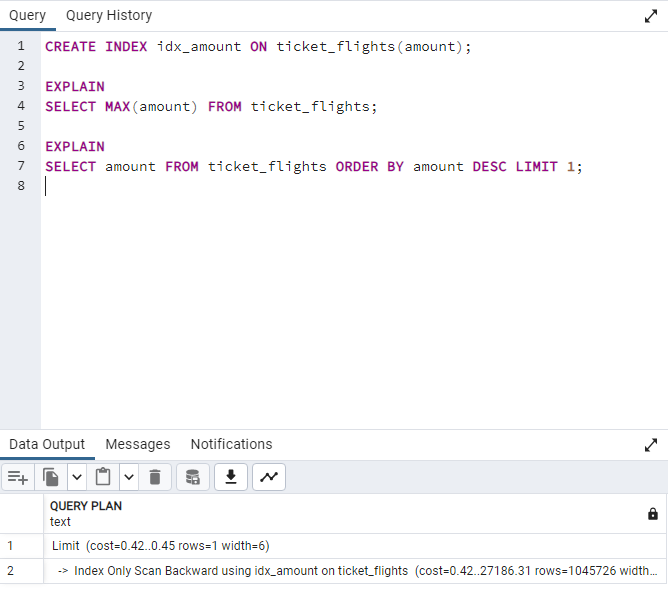 Query Query History
1 CREATE INDEX idx_amount ON ticket_flights(amount);
2
3 EXPLAIN
4 SELECT MAX(amount) FROM ticket_flights;
5
6 EXPLAIN
7 SELECT amount FROM ticket_flights ORDER BY amount DESC LIMIT 1;
8
Data Output Messages Notifications
QUERY PLAN
text
1 Limit (cost=0.42..0.45 rows=1 width=6)
2 -> Index Only Scan Backward using idx_amount on ticket_flights (cost=0.42..27186.31 rows=1045726 width...